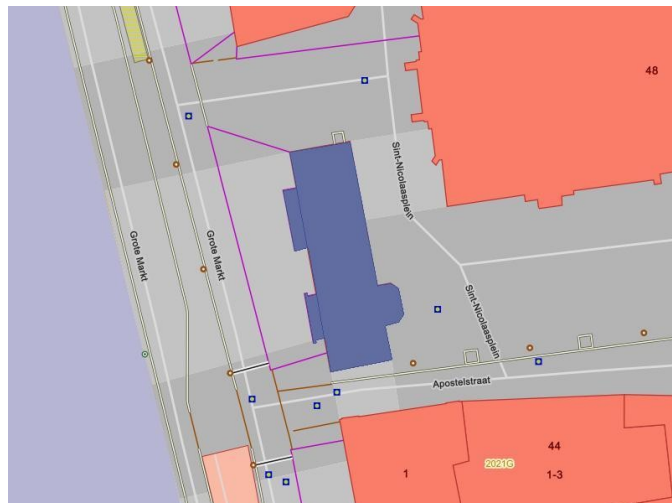 48
Sint-Nicolaasplein
Grote Markt
Grote Markt
Sint-Nicolaasplein
Apostelstraat
44
2021G
1
1-3